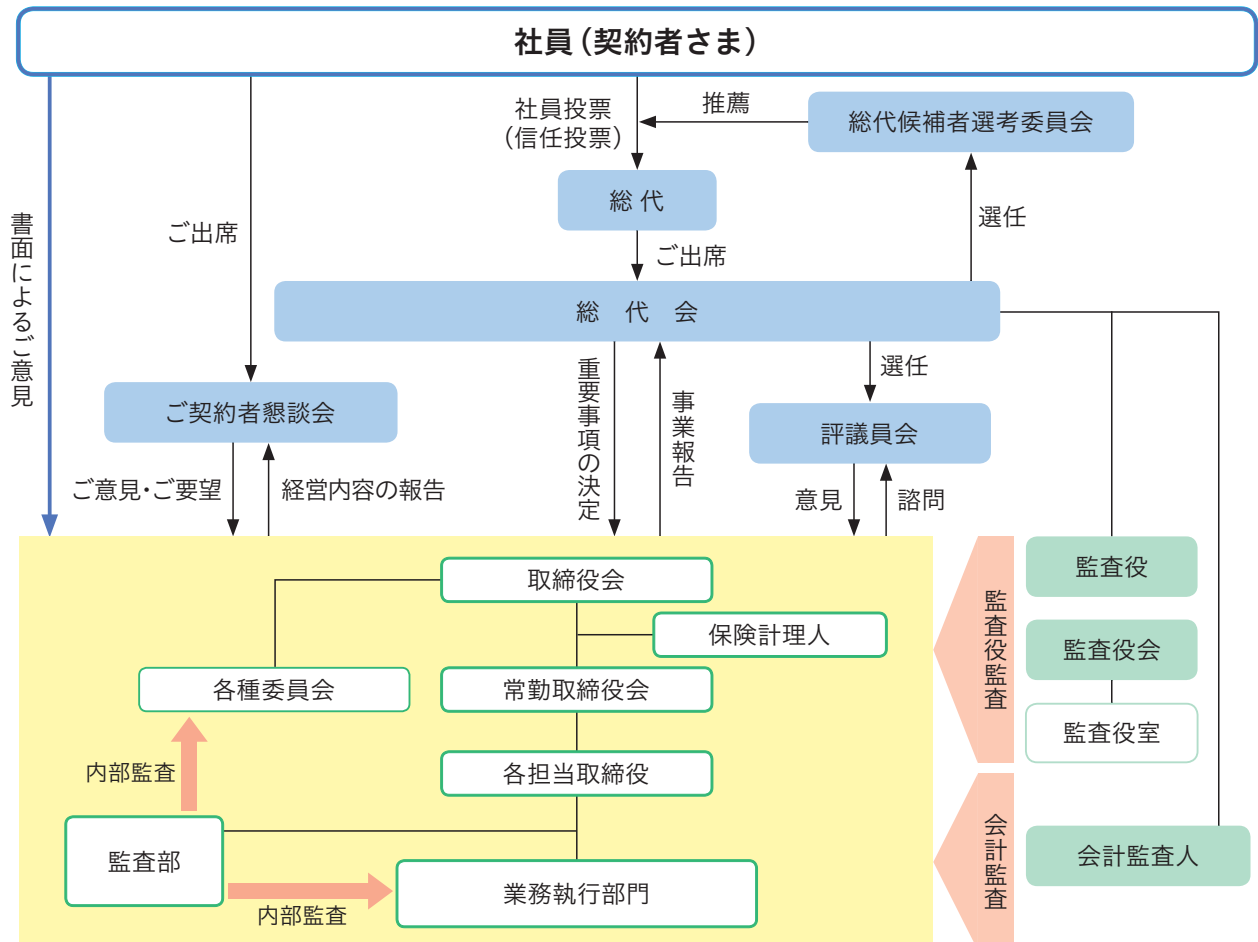 社員（契約者さま）
社員投票
（信任投票）
推薦
総代候補者選考委員会
総 代
選任
書面によるご意見
ご出席
ご出席
総 代 会
重要事項の決定
事業報告
選任
ご契約者懇談会
評議員会
ご意見・ご要望
経営内容の報告
意見
諮問
取締役会
保険計理人
各種委員会
常勤取締役会
内部監査
各担当取締役
監査部
内部監査
業務執行部門
監査役監査
監査役
監査役会
監査役室
会計監査
会計監査人